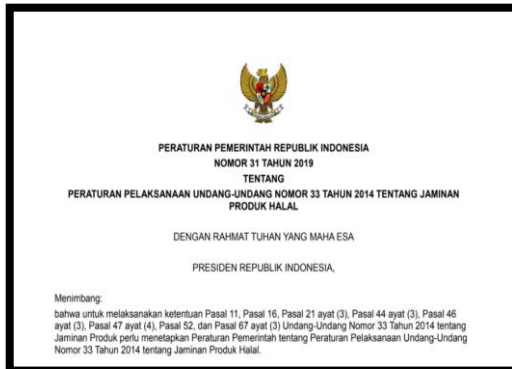 PERATURAN PEMERINTAH REPUBLIK INDONESIA
NOMOR 31 TAHUN 2019
TENTANG
PERATURAN PELAKSANAAN UNDANG-UNDANG NOMOR 33 TAHUN 2014 TENTANG JAMINAN
PRODUK HALAL
DENGAN RAHMAT TUHAN YANG MAHA ESA
PRESIDEN REPUBLIK INDONESIA,
Menimbang:
bahwa untuk melaksanakan ketentuan Pasal 11, Pasal 16, Pasal 21 ayat (3), Pasal 44 ayat (3), Pasal 46
ayat (3), Pasal 47 ayat (4), Pasal 52, dan Pasal 67 ayat (3) Undang-Undang Nomor 33 Tahun 2014 tentang
Jaminan Produk perlu menetapkan Peraturan Pemerintah tentang Peraturan Pelaksanaan Undang-Undang
Nomor 33 Tahun 2014 tentang Jaminan Produk Halal.